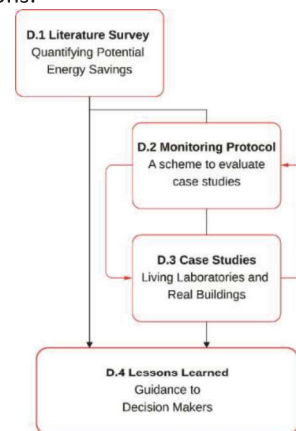 D.1 Literature Survey
Quantifying Potential
Energy Savings
D.2 Monitoring Protocol
A scheme to evaluate
case studies
D.3 Case Studies
Living Laboratories and
Real Buildings
D.4 Lessons Learned
Guidance to
Decision Makers